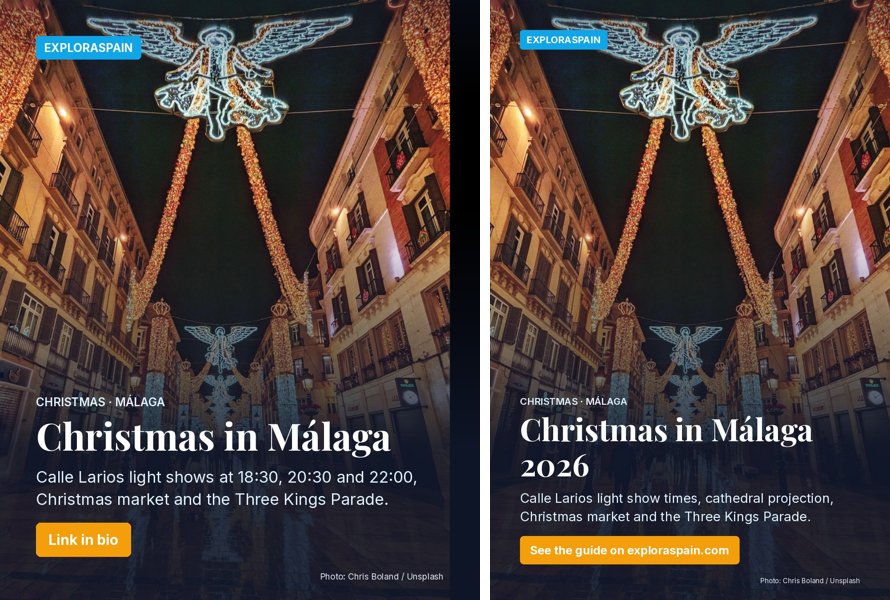 EXPLORASPAIN
CHRISTMAS · MÁLAGA
Christmas in Málaga
Calle Larios light shows at 18:30, 20:30 and 22:00,
Christmas market and the Three Kings Parade.
Link in bio
Photo: Chris Boland / Unsplash
EXPLORASPAIN
CHRISTMAS · MÁLAGA
Christmas in Málaga
2026
Calle Larios light show times, cathedral projection,
Christmas market and the Three Kings Parade.
See the guide on exploraspain.com
Photo: Chris Boland / Unsplash